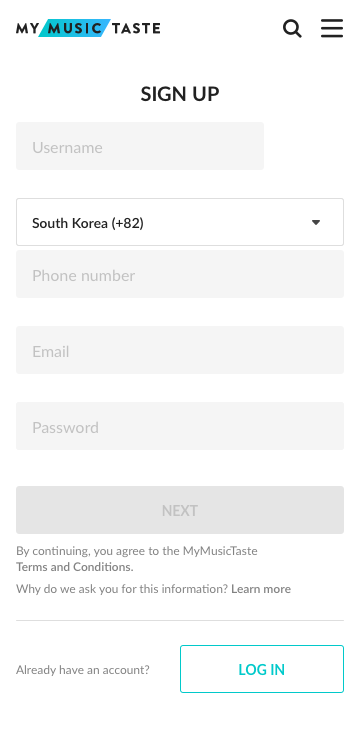 MY MUSIC TASTE
SIGN UP
Username
South Korea (+82)
Phone number
Email
Password
NEXT
By continuing, you agree to the MyMusicTaste
Terms and Conditions.
Why do we ask you for this information? Learn more
Already have an account?
LOG IN